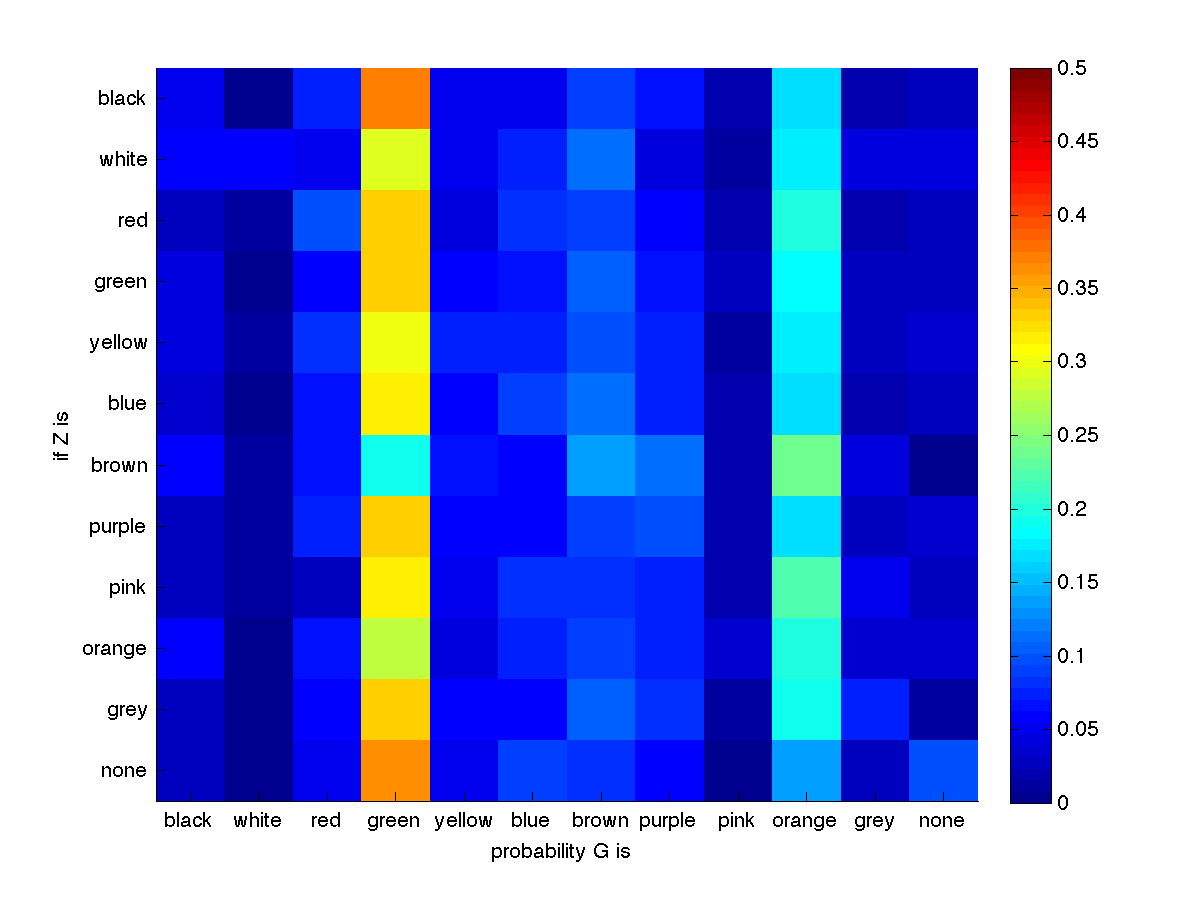 black
white
red
green
yellow
blue
brown
purple
pink
orange
grey
none
if Z is
black white red green yellow blue brown purple pink orange grey none
probability G is
0.5
0.45
0.4
0.35
0.3
0.25
0.2
0.15
0.1
0.05
0